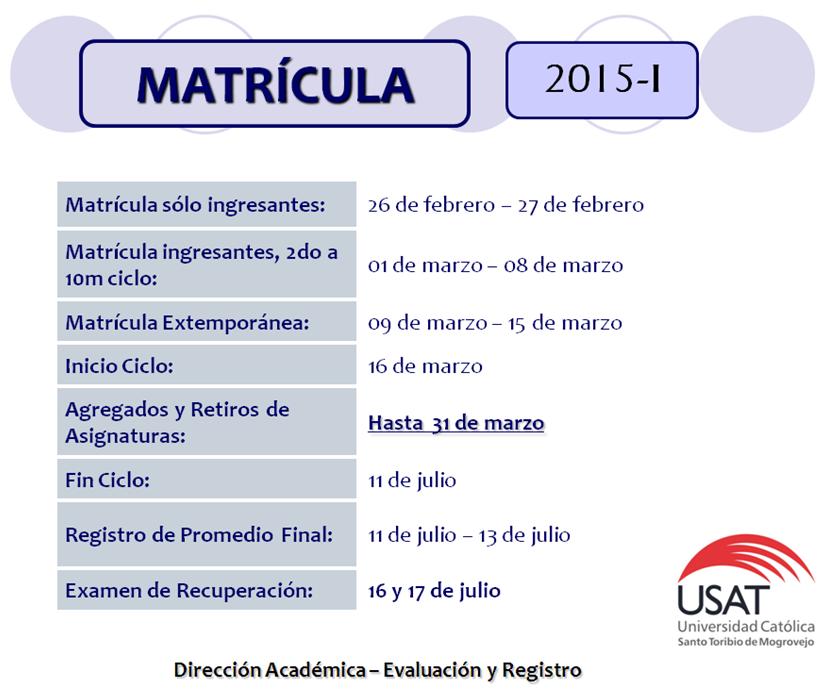 MATRÍCULA
2015-I
Matrícula sólo ingresantes:
26 de febrero – 27 de febrero
Matrícula ingresantes, 2do a
10m ciclo:
01 de marzo – 08 de marzo
Matrícula Extemporánea:
09 de marzo – 15 de marzo
Inicio Ciclo:
16 de marzo
Agregados y Retiros de
Asignaturas:
Hasta 31 de marzo
Fin Ciclo:
11 de julio
Registro de Promedio Final:
11 de julio – 13 de julio
Examen de Recuperación:
16 y 17 de julio
USAT
Universidad Católica
Santo Toribio de Mogrovejo
Dirección Académica – Evaluación y Registro